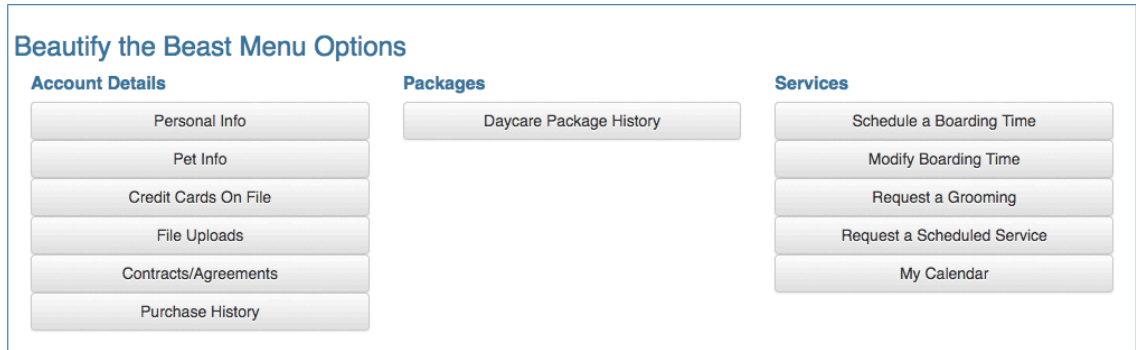 Beautify the Beast Menu Options
Account Details
Personal Info
Pet Info
Credit Cards On File
File Uploads
Contracts/Agreements
Purchase History
Packages
Daycare Package History
Services
Schedule a Boarding Time
Modify Boarding Time
Request a Grooming
Request a Scheduled Service
My Calendar